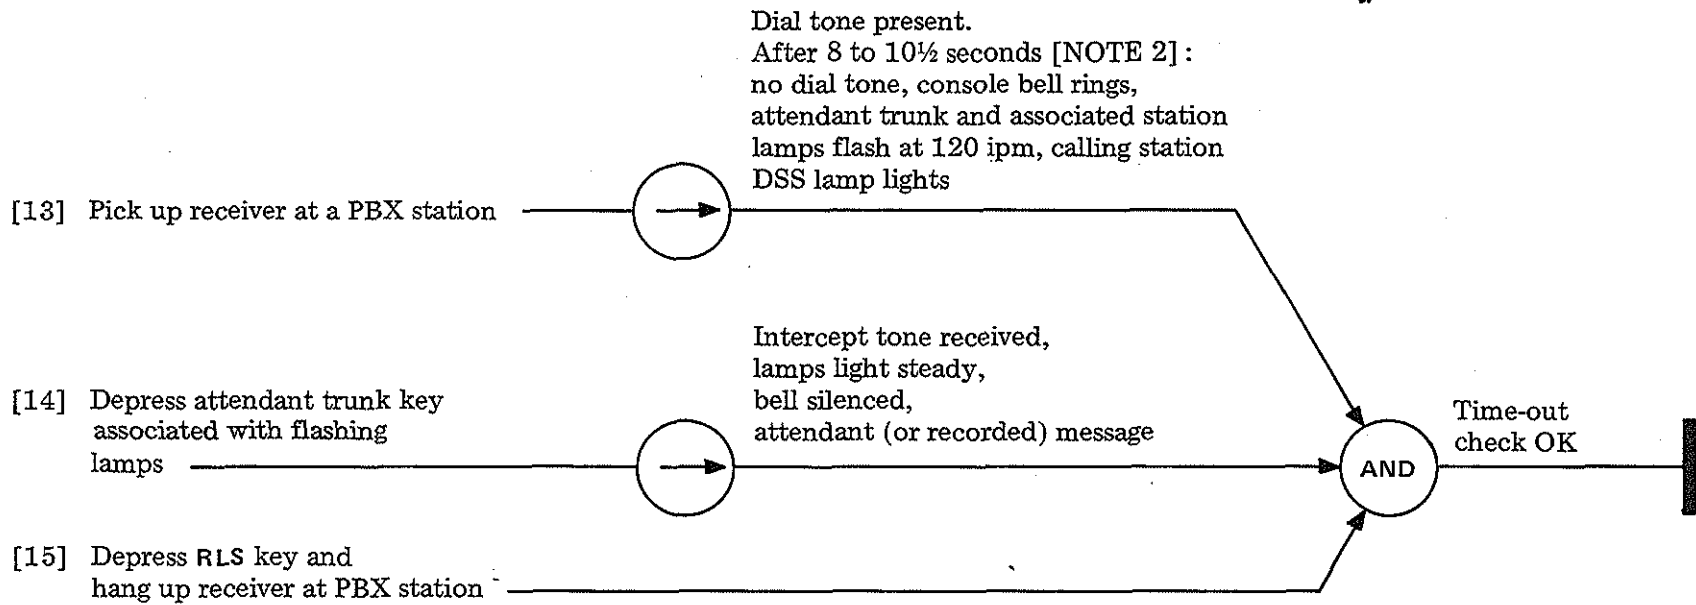 Dial tone present.
After 8 to 10½ seconds [NOTE 2] :
no dial tone, console bell rings,
attendant trunk and associated station
lamps flash at 120 ipm, calling station
DSS lamp lights
[13] Pick up receiver at a PBX station
Intercept tone received,
lamps light steady,
bell silenced,
attendant (or recorded) message
[14] Depress attendant trunk key
associated with flashing
lamps
AND
Time-out
check OK
[15] Depress RLS key and
hang up receiver at PBX station